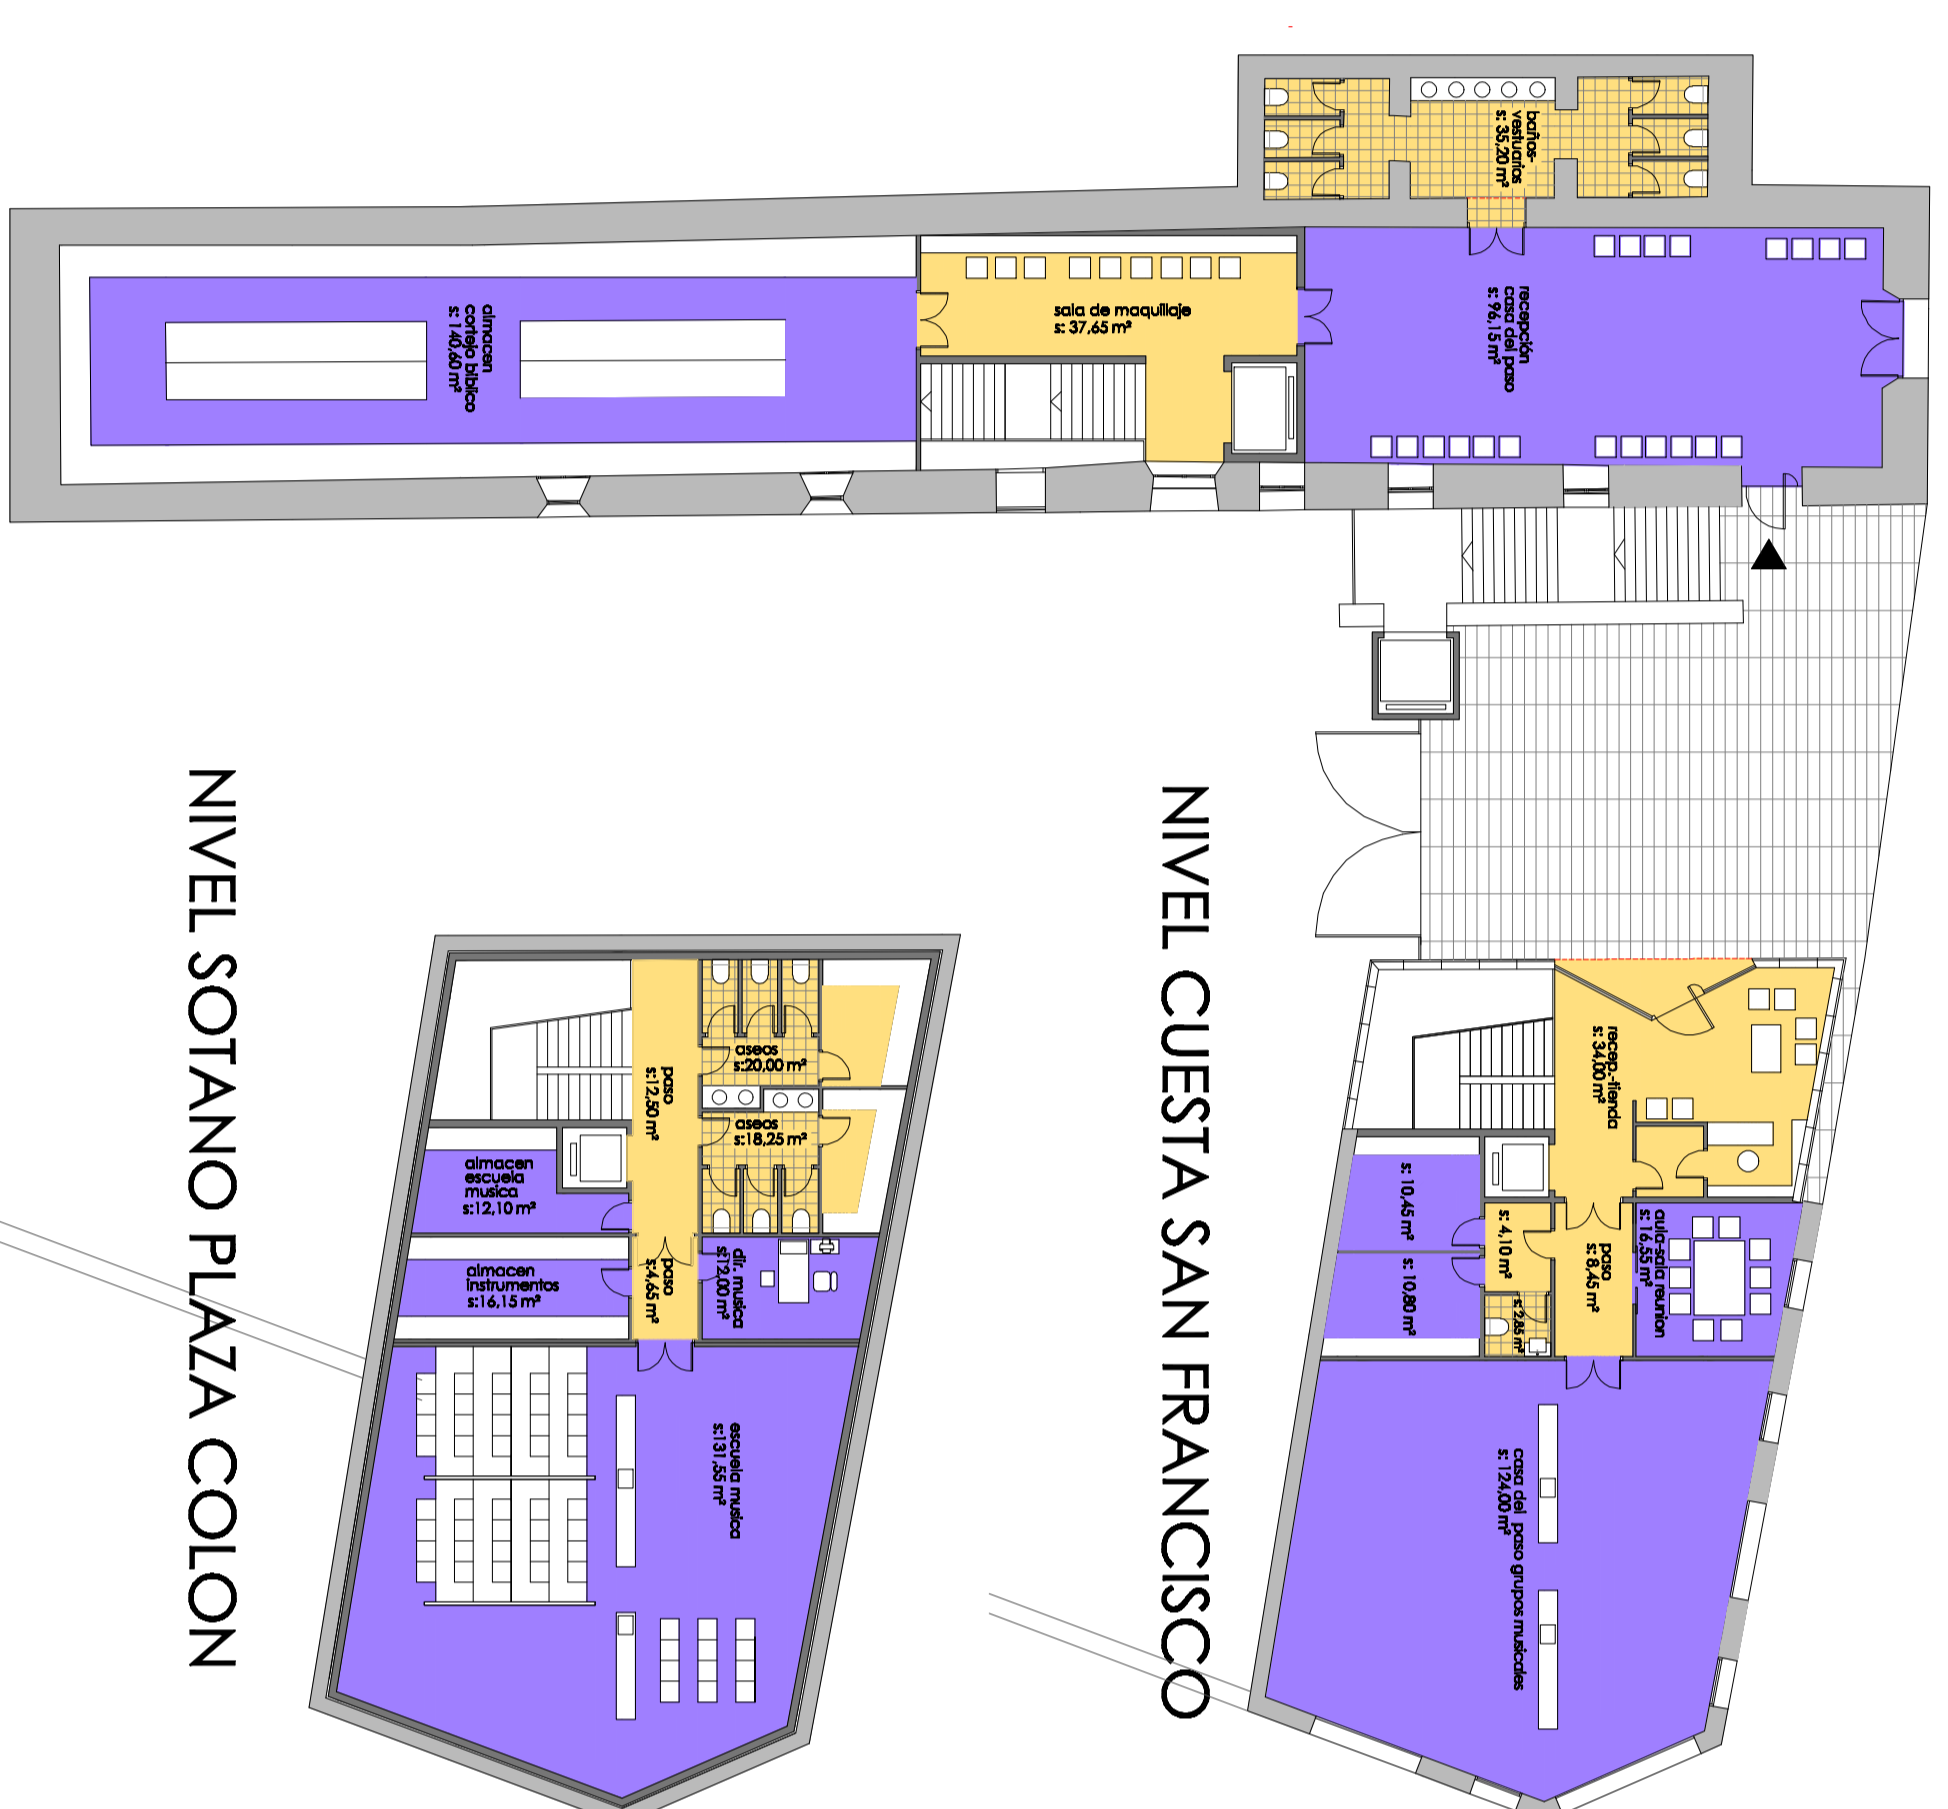 baños-
vestuarios
s: 35,20 m²
almacen
cortejo biblico
s: 140,60 m²
sala de maquillaje
s: 37,65 m²
recepción
casa del paso
s: 96,15 m²
NIVEL SOTANO PLAZA COLON
paso
s:12,50 m²
aseos
s:20,00 m²
aseos
s:18,25 m²
almacen
escuela
musica
s:12,10 m²
almacen
instrumentos
s:16,15 m²
paso
s:4,65 m²
dir. musica
s:12,00 m²
escuela musica
s:131,55 m²
NIVEL CUESTA SAN FRANCISCO
recep.-tienda
s: 34,00 m²
s: 10,45 m²
s: 10,80 m²
s: 4,10 m²
s: 2,85 m²
paso
s: 8,45 m²
aula-sala reunion
s: 16,55 m²
casa del paso grupos musicales
s: 124,00 m²